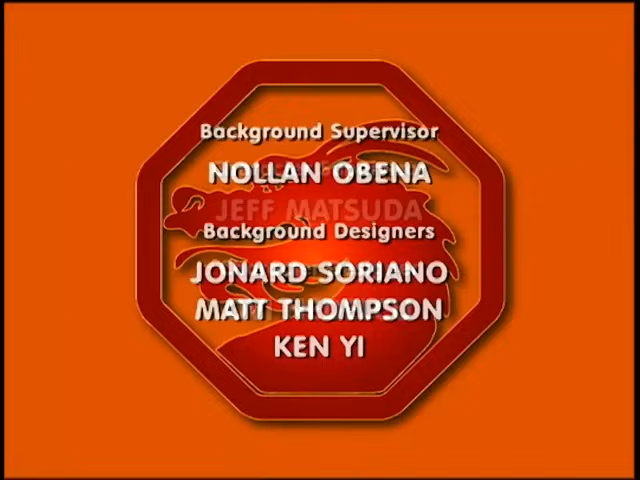 Background Supervisor
NOLLAN OBENA
JEFF MATSUDA
Background Designers
JONARD SORIANO
MATT THOMPSON
KEN YI